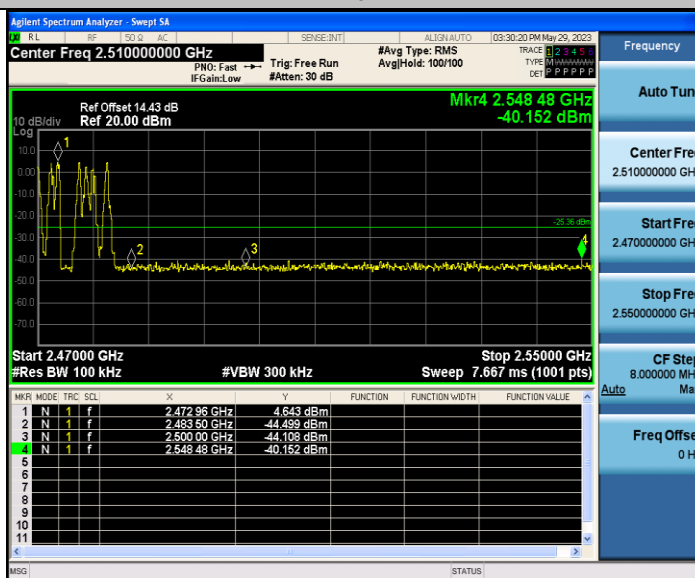 Agilent Spectrum Analyzer - Swept SA
RL RF 50 Ω AC SENSE:INT ALIGN AUTO 03:30:20 PM May 29, 2023
Center Freq 2.510000000 GHz
PNO: Fast
IFGain:Low
Trig: Free Run
#Atten: 30 dB
#Avg Type: RMS
Avg|Hold: 100/100
TRACE 1 2 3 4 5 6
TYPE M
DET P P P P P P
Ref Offset 14.43 dB
Ref 20.00 dBm
10 dB/div
Log
Mkr4 2.548 48 GHz
-40.152 dBm
10.0
0.00
-10.0
-20.0
-30.0
-40.0
-50.0
-60.0
-70.0
1
2
3
4
-25.36 dBm
Start 2.47000 GHz
Stop 2.55000 GHz
#Res BW 100 kHz
#VBW 300 kHz
Sweep 7.667 ms (1001 pts)
MKR MODE TRC SCL X Y FUNCTION FUNCTION WIDTH FUNCTION VALUE
1 N 1 f 2.472 96 GHz 4.643 dBm
2 N 1 f 2.483 50 GHz -44.499 dBm
3 N 1 f 2.500 00 GHz -44.108 dBm
4 N 1 f 2.548 48 GHz -40.152 dBm
5
6
7
8
9
10
11
MSG
STATUS
Frequency
Auto Tun
Center Fre
2.510000000 GH
Start Fre
2.470000000 GH
Stop Fre
2.550000000 GH
CF Ste
8.000000 MH
Auto Ma
Freq Offse
0 H